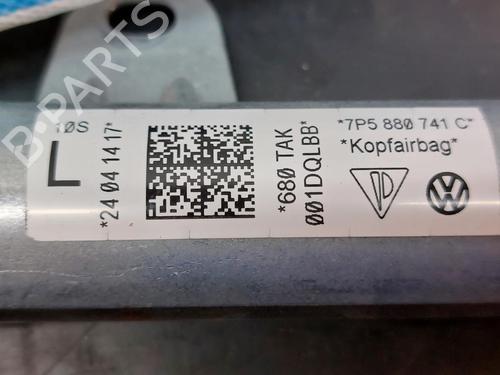 10S
L
*24 04 14 17*
*680 TAK
001DQLBB*
*7P5 880 741 C*
*Kopfairbag*
B-PARTS